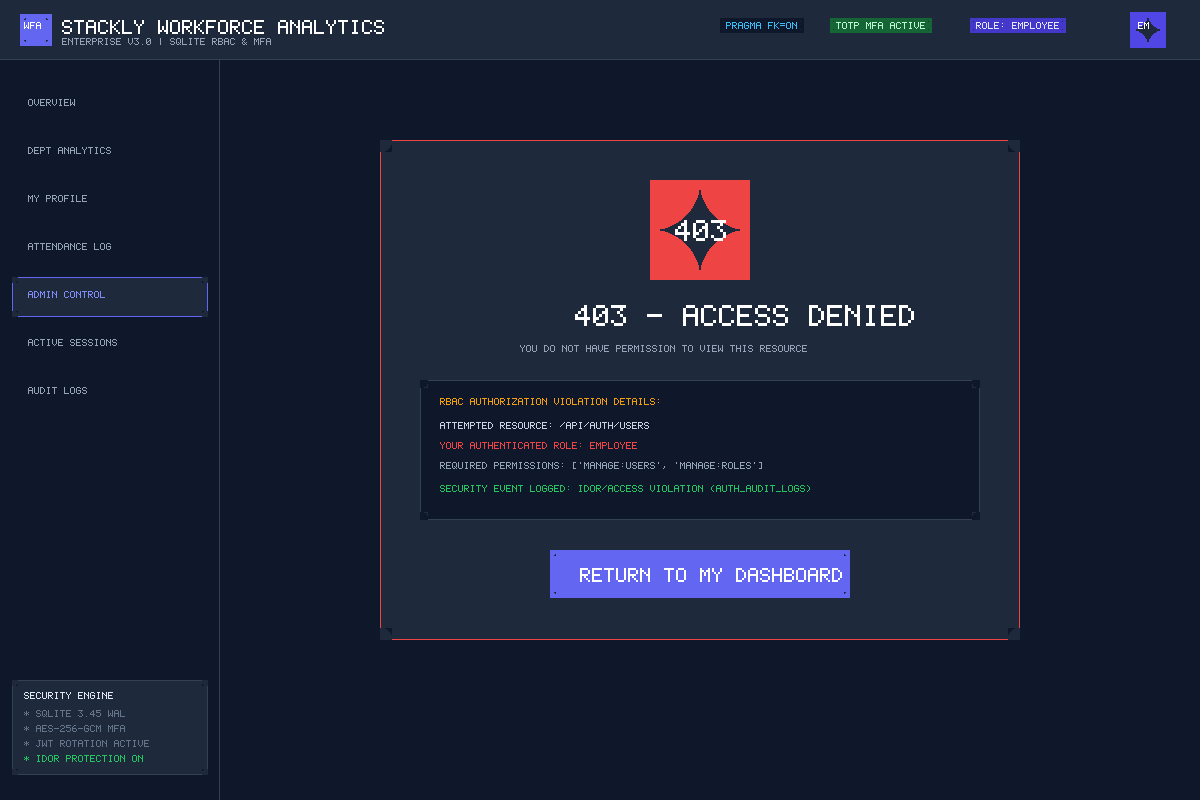 WFA
STACKLY WORKFORCE ANALYTICS
ENTERPRISE V3.0 | SQLITE RBAC & MFA
PRAGMA FK=ON
TOTP MFA ACTIVE
ROLE: EMPLOYEE
EM
OVERVIEW
DEPT ANALYTICS
MY PROFILE
ATTENDANCE LOG
ADMIN CONTROL
ACTIVE SESSIONS
AUDIT LOGS
403
403 - ACCESS DENIED
YOU DO NOT HAVE PERMISSION TO VIEW THIS RESOURCE
RBAC AUTHORIZATION VIOLATION DETAILS:
ATTEMPTED RESOURCE: /API/AUTH/USERS
YOUR AUTHENTICATED ROLE: EMPLOYEE
REQUIRED PERMISSIONS: ['MANAGE:USERS', 'MANAGE:ROLES']
SECURITY EVENT LOGGED: IDOR/ACCESS VIOLATION (AUTH_AUDIT_LOGS)
RETURN TO MY DASHBOARD
SECURITY ENGINE
* SQLITE 3.45 WAL
* AES-256-GCM MFA
* JWT ROTATION ACTIVE
* IDOR PROTECTION ON